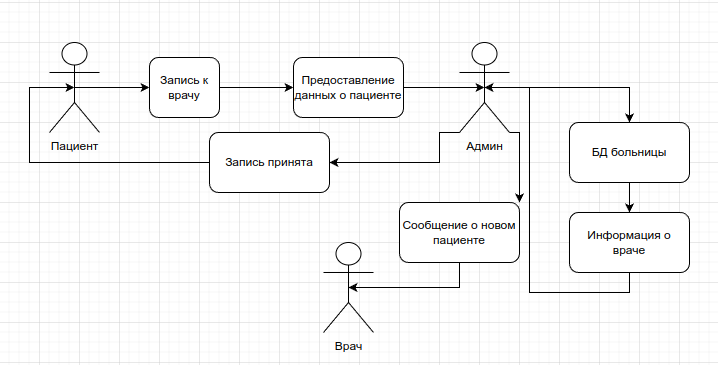 Запись к
врачу
Предоставление
данных о пациенте
Пациент
Админ
Запись принята
БД больницы
Сообщение о новом
пациенте
Информация о
враче
Врач